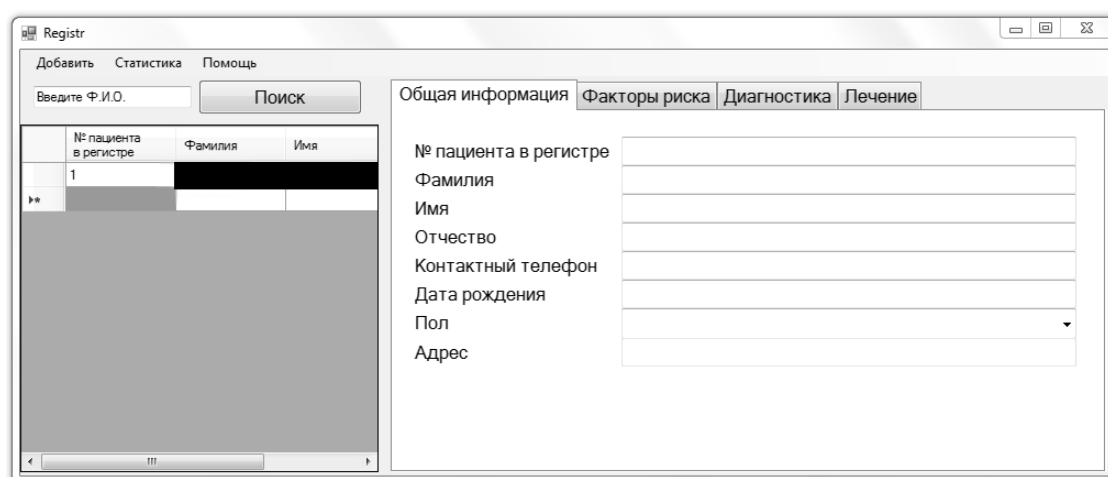 Registr
Добавить Статистика Помощь
Введите Ф.И.О. Поиск
Общая информация Факторы риска Диагностика Лечение
№ пациента
в регистре
Фамилия Имя
1
№ пациента в регистре
Фамилия
Имя
Отчество
Контактный телефон
Дата рождения
Пол
Адрес